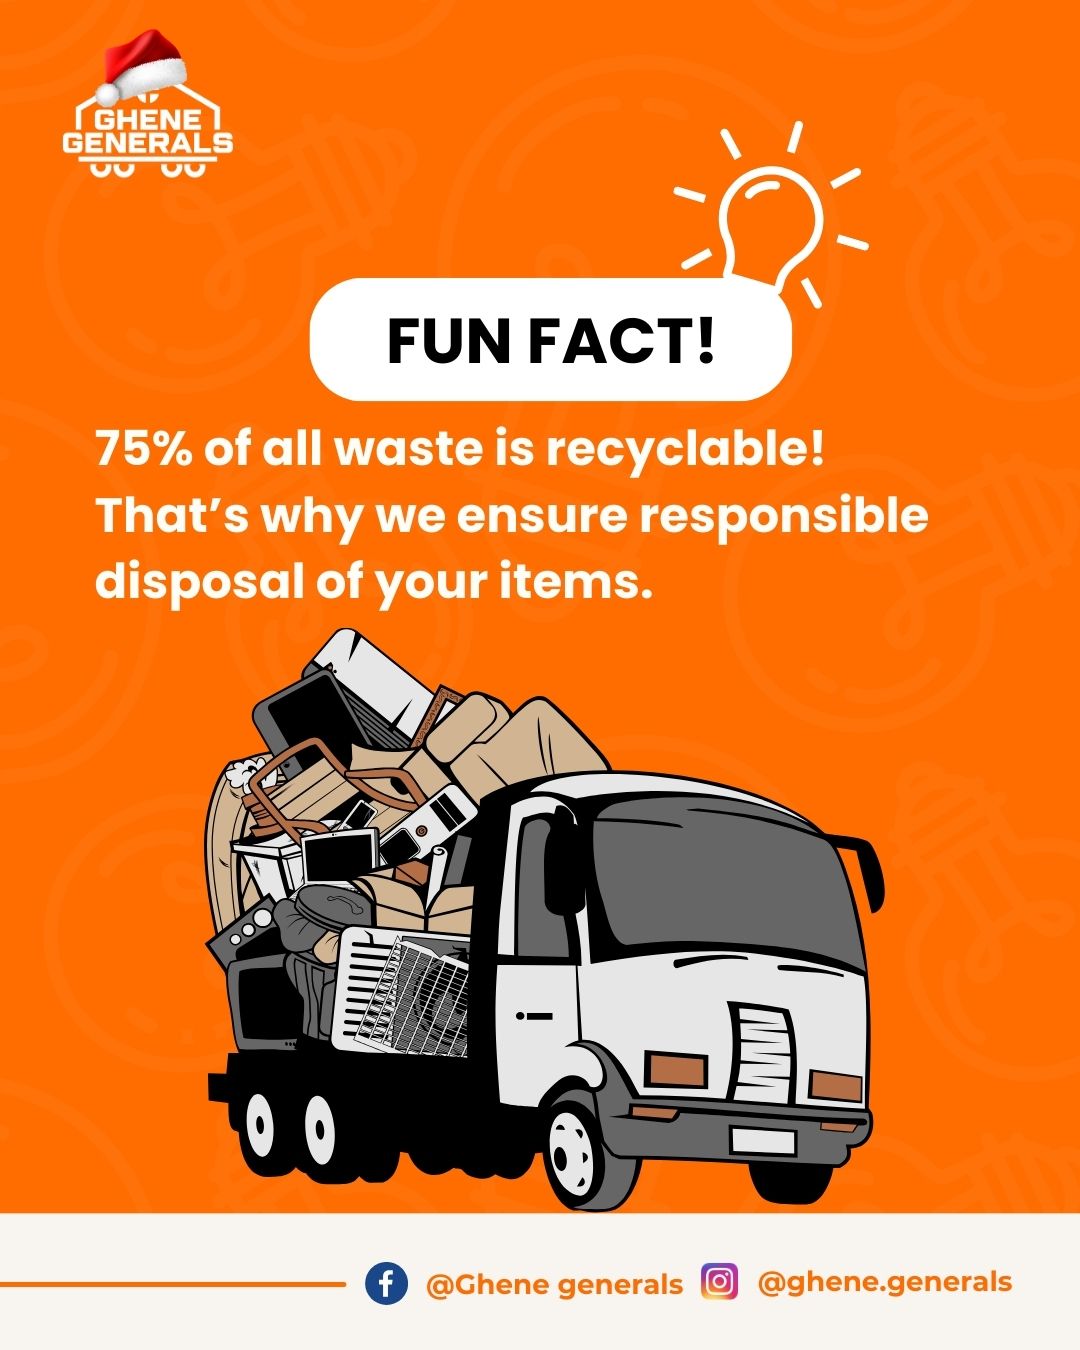 GHENE
GENERALS
FUN FACT!
75% of all waste is recyclable!
That’s why we ensure responsible
disposal of your items.
@Ghene generals @ghene.generals